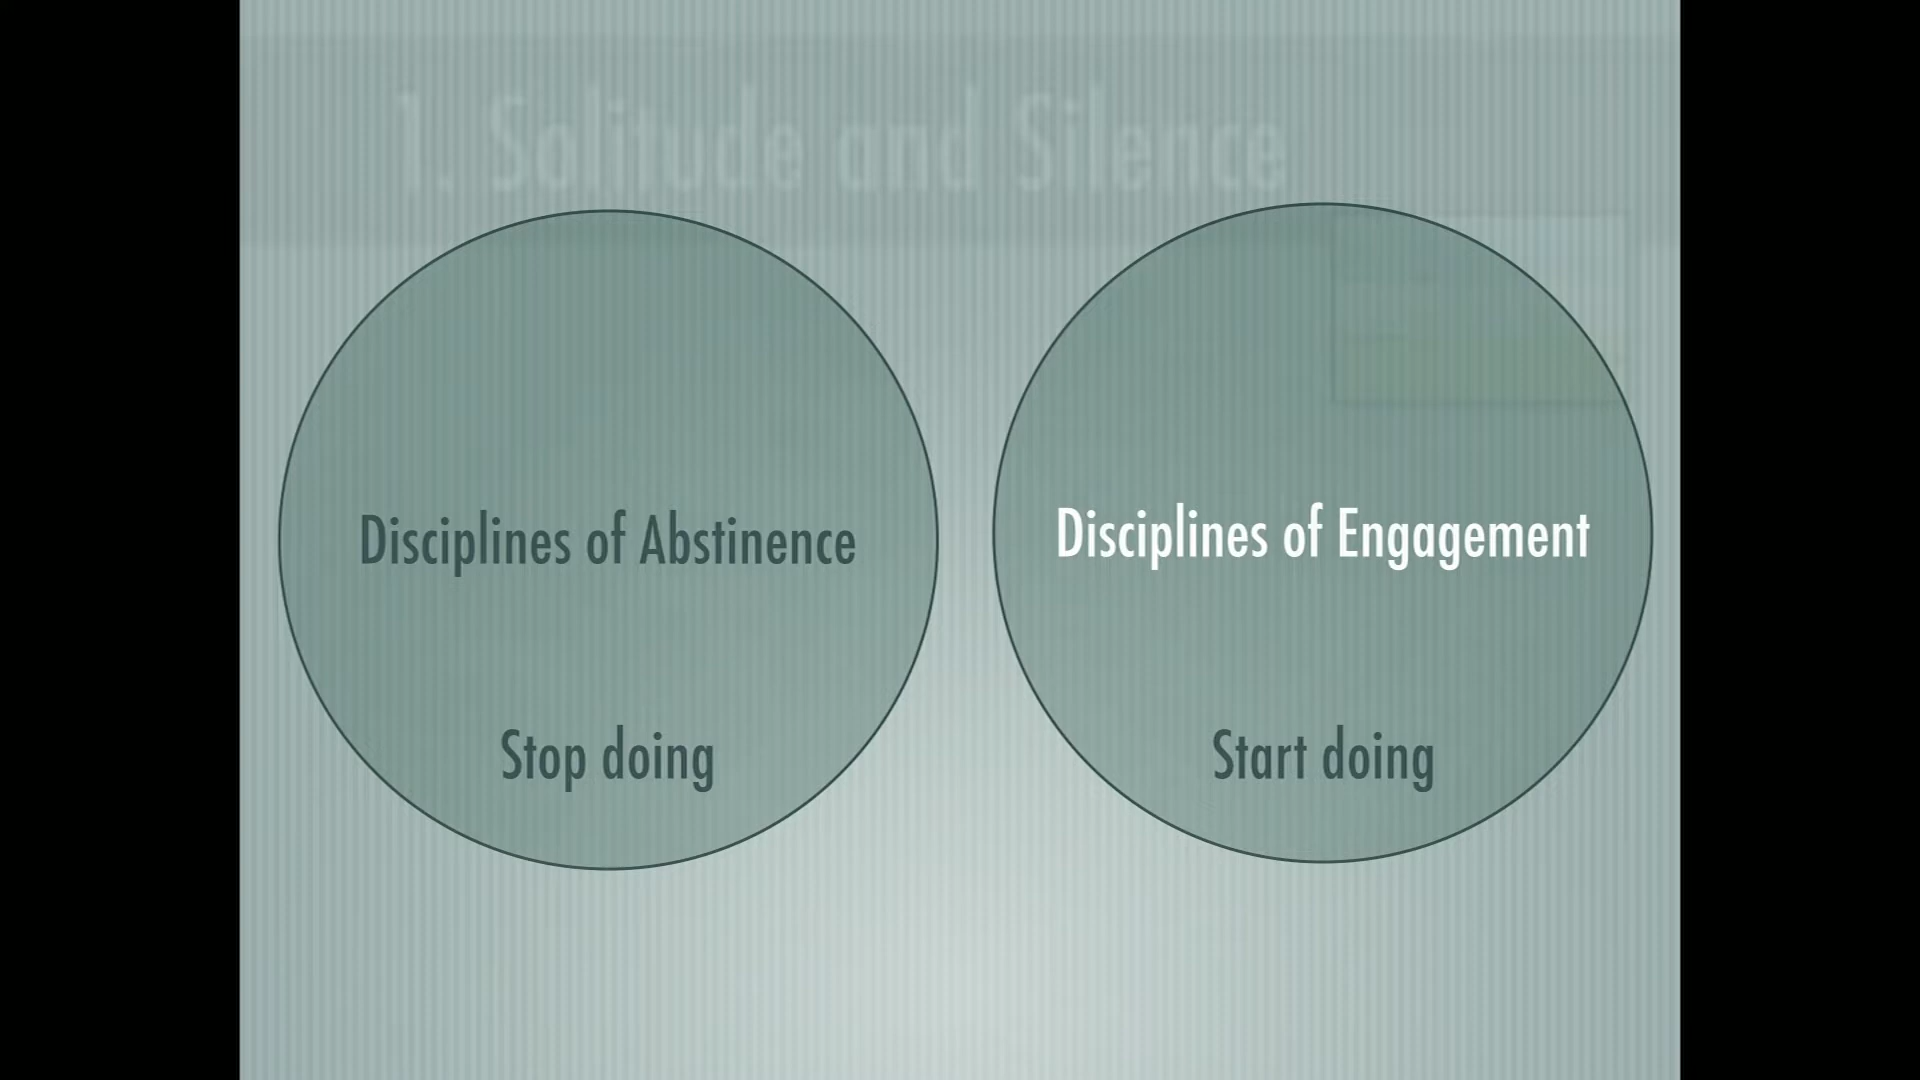 1. Solitude and Silence
Disciplines of Abstinence
Stop doing
Disciplines of Engagement
Start doing